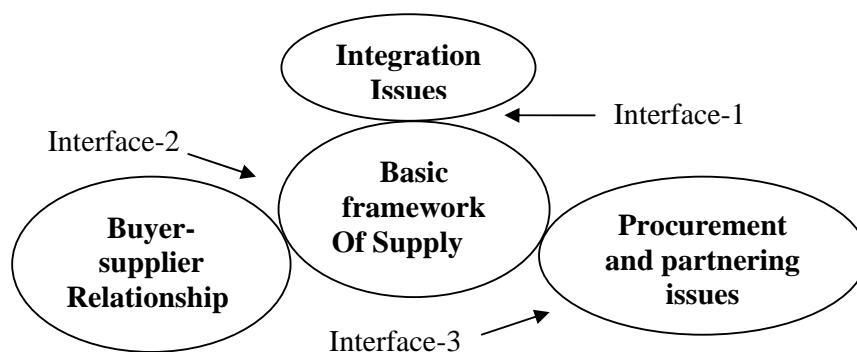 Integration
Issues
Interface-1
Interface-2
Basic
framework
Of Supply
Buyer-
supplier
Relationship
Procurement
and partnering
issues
Interface-3